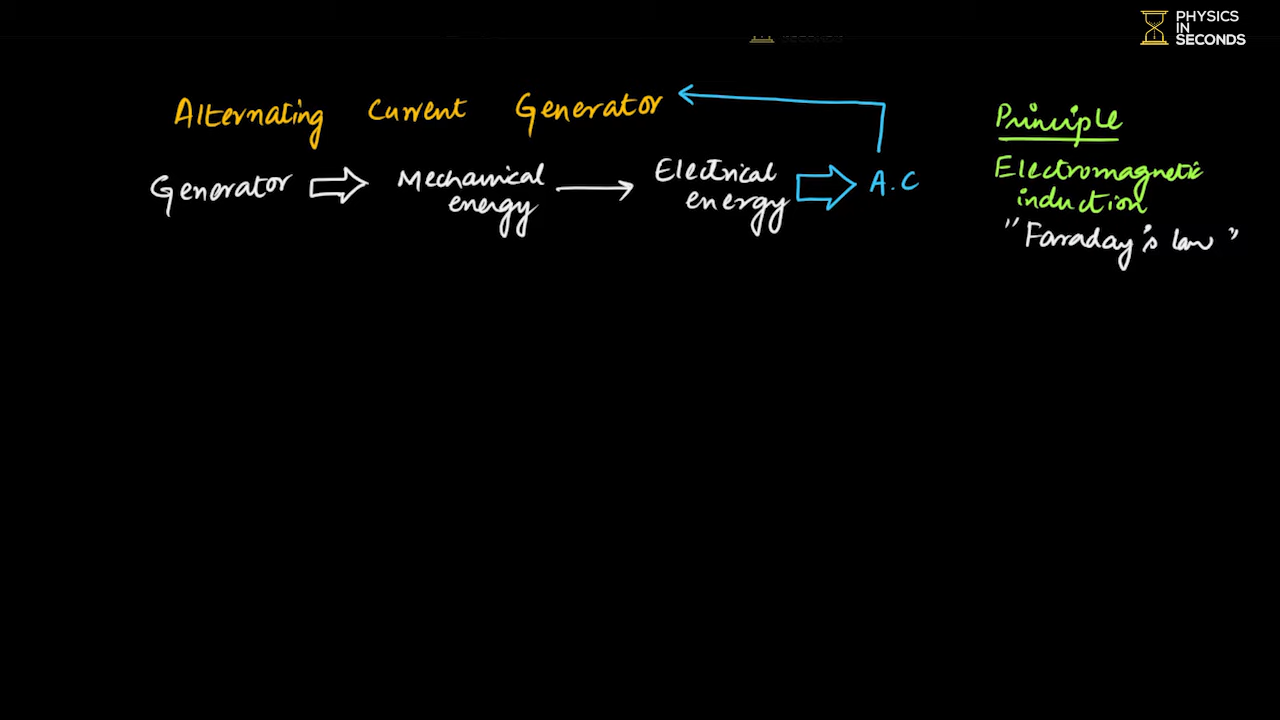 PHYSICS
IN
SECONDS
Alternating Current Generator
Generator ⇒ Mechanical energy → Electrical energy ⇒ A.C
Principle
Electromagnetic
induction
"Faraday's law"